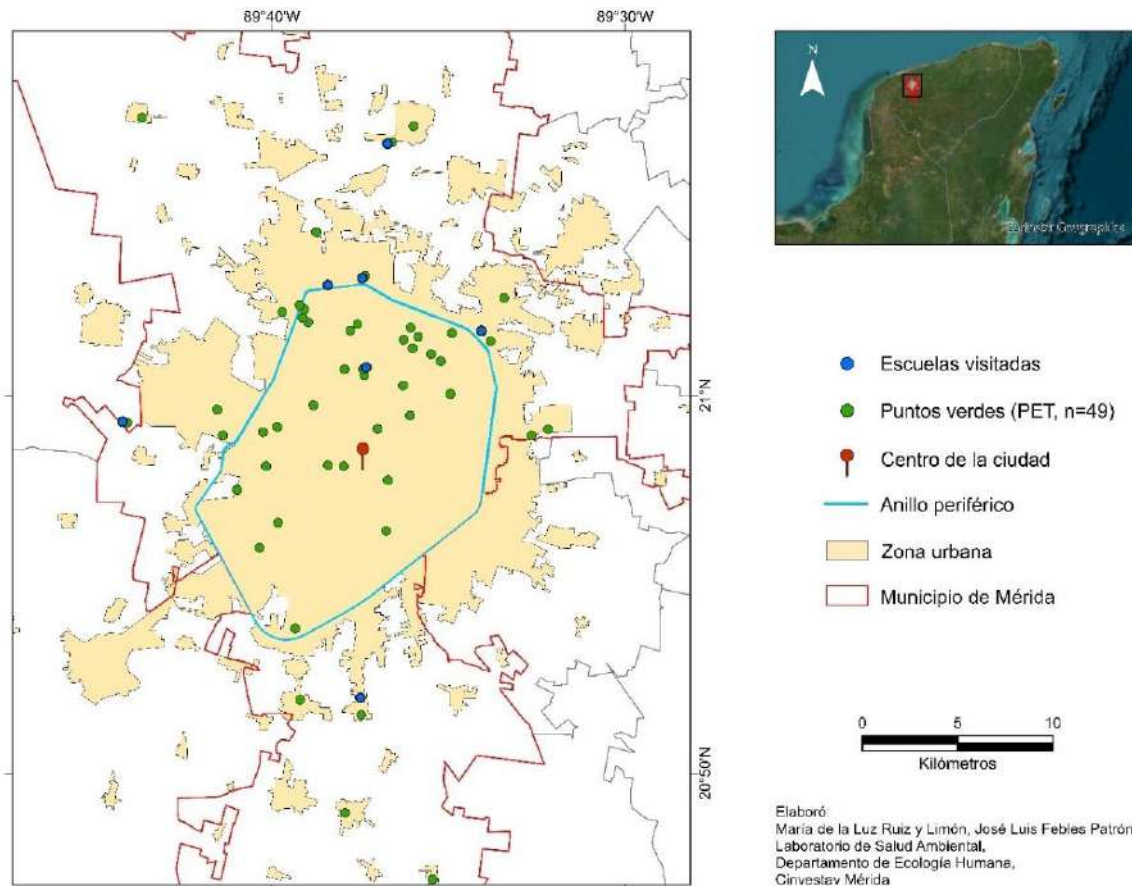 89°40'W
89°30'W
21°N
20°50'N
N
Earthstar Geographics
Escuelas visitadas
Puntos verdes (PET, n=49)
Centro de la ciudad
Anillo periférico
Zona urbana
Municipio de Mérida
0 5 10
Kilómetros
Elaboró:
María de la Luz Ruiz y Limón, José Luis Febles Patrón
Laboratorio de Salud Ambiental,
Departamento de Ecología Humana,
Cinvestav Mérida